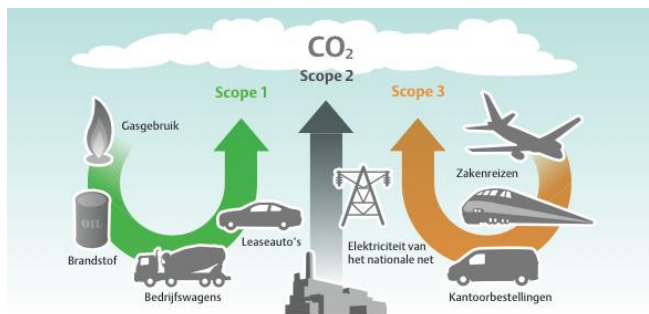 CO₂
Scope 2
Scope 1
Scope 3
Gasgebruik
Zakenreizen
OIL
Leaseauto's
Elektriciteit van
het nationale net
Brandstof
Bedrijfswagens
Kantoorbestellingen